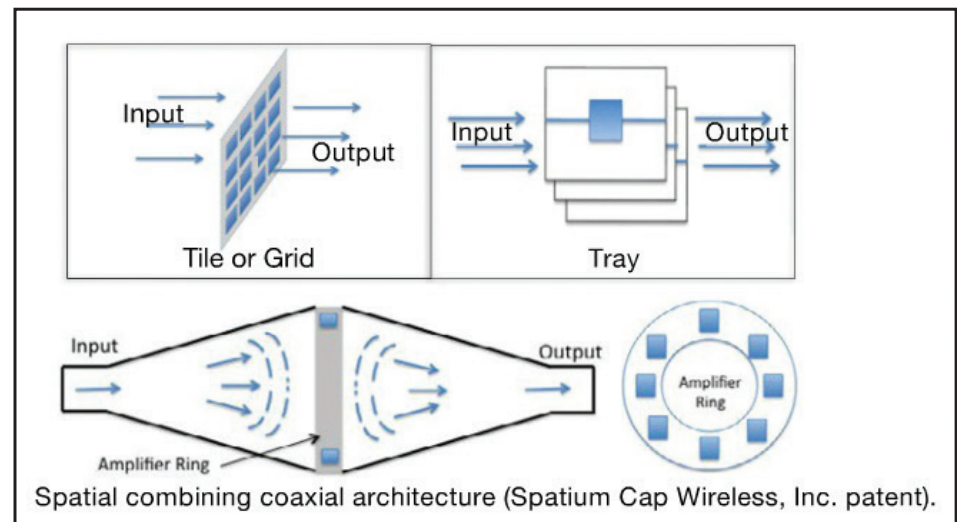 Input
Output
Tile or Grid
Input
Output
Tray
Input
Output
Amplifier Ring
Amplifier
Ring
Spatial combining coaxial architecture (Spatium Cap Wireless, Inc. patent).